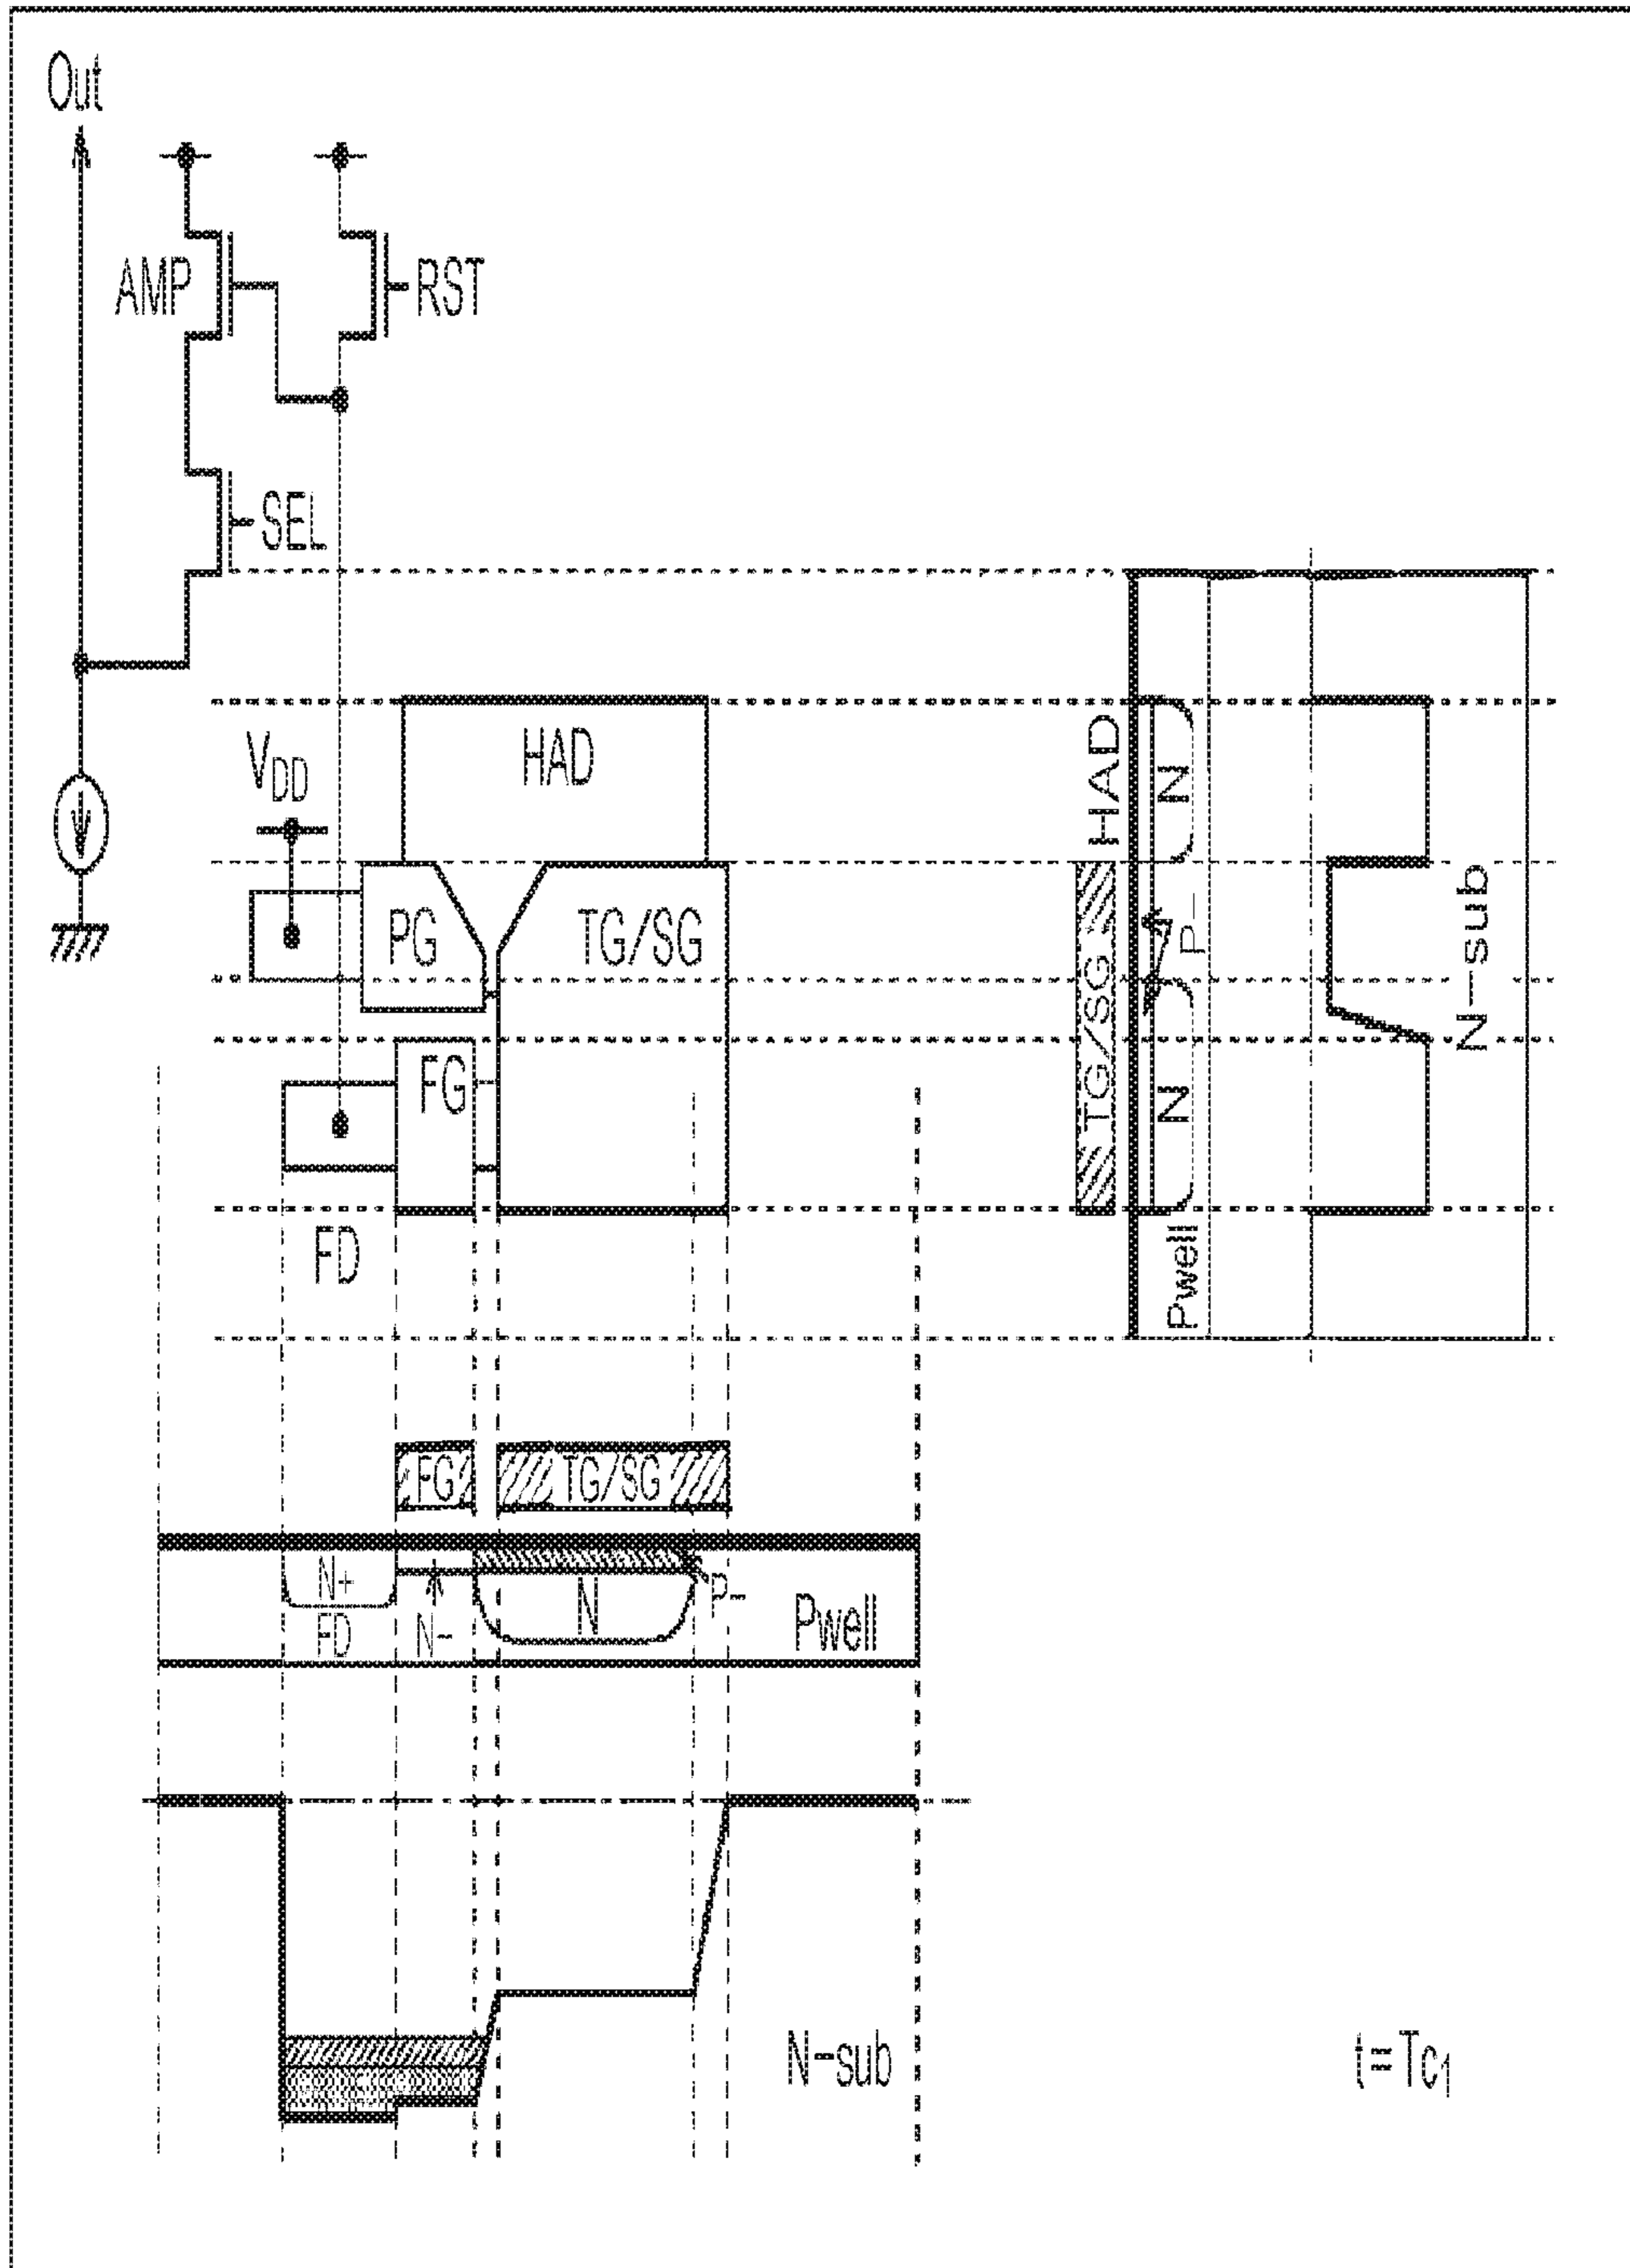 Out
AMP
RST
SEL
VDD
HAD
PG
TG/SG
FG
FD
HAD
TG/SG
N
N
P-
Pwell
N-sub
FG
TG/SG
N+
FD
N-
N
P-
Pwell
N-sub
t=Tc1